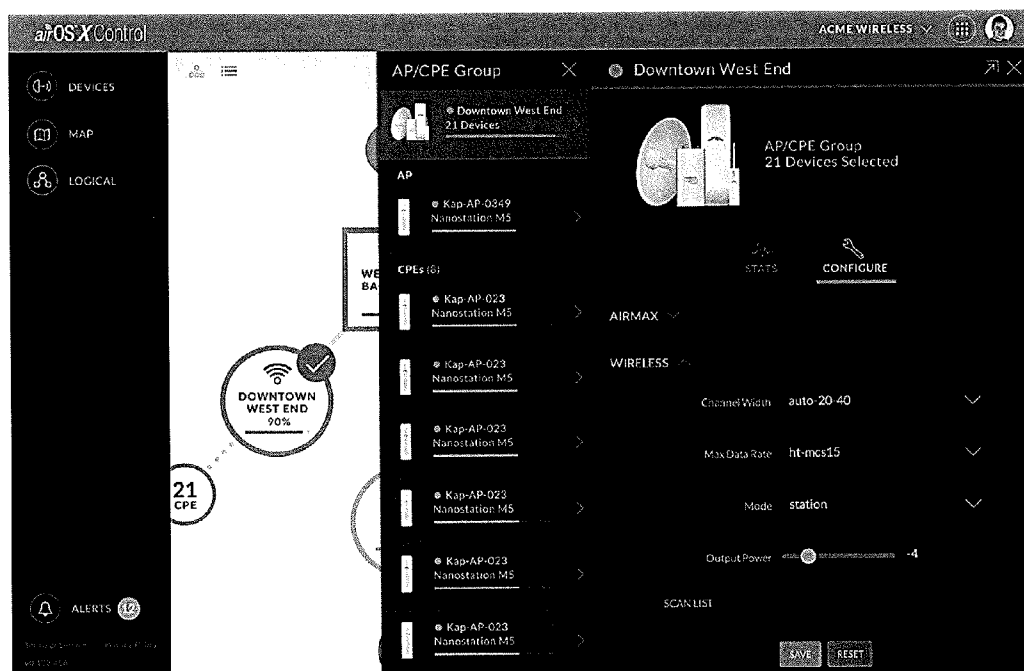 airOS X Control
ACME WIRELESS
DEVICES
MAP
LOGICAL
WE
BA
DOWNTOWN
WEST END
90%
21
CPE
ALERTS 12
AP/CPE Group
Downtown West End
21 Devices
AP
Kap-AP-0349
Nanostation M5
CPEs (8)
Kap-AP-023
Nanostation M5
Kap-AP-023
Nanostation M5
Kap-AP-023
Nanostation M5
Kap-AP-023
Nanostation M5
Kap-AP-023
Nanostation M5
Kap-AP-023
Nanostation M5
Downtown West End
AP/CPE Group
21 Devices Selected
STATS
CONFIGURE
AIRMAX
WIRELESS
Channel Width auto-20-40
Max Data Rate ht-mcs15
Mode station
Output Power -4
SCAN LIST
SAVE RESET